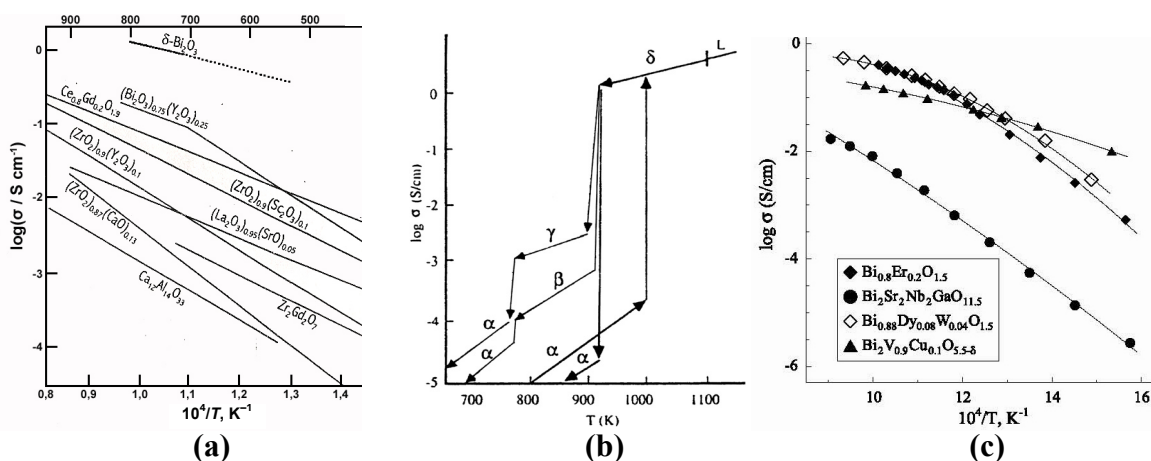 900
800
700
600
500
δ-Bi₂O₃
Ce₀.₈Gd₀.₂O₁.₉
(Bi₂O₃)₀.₇₅(Y₂O₃)₀.₂₅
(ZrO₂)₀.₉(Y₂O₃)₀.₁
(ZrO₂)₀.₉(Sc₂O₃)₀.₁
(ZrO₂)₀.₈₇(CaO)₀.₁₃
(La₂O₃)₀.₉₅(SrO)₀.₀₅
Ca₁₂Al₁₄O₃₃
Zr₂Gd₂O₇
log(σ / S cm⁻¹)
0
-1
-2
-3
-4
0,8
0,9
1,0
1,1
1,2
1,3
1,4
10⁴/T, K⁻¹
(a)
log σ (S/cm)
0
-1
-2
-3
-4
-5
δ
L
γ
β
α
α
α
α
700
800
900
1000
1100
T (K)
(b)
log σ (S/cm)
0
-2
-4
-6
Bi₀.₈Er₀.₂O₁.₅
Bi₂Sr₂Nb₂GaO₁₁.₅
Bi₀.₈₈Dy₀.₀₈W₀.₀₄O₁.₅
Bi₂V₀.₉Cu₀.₁O₅.₅₋δ
10
12
14
16
10⁴/T, K⁻¹
(c)